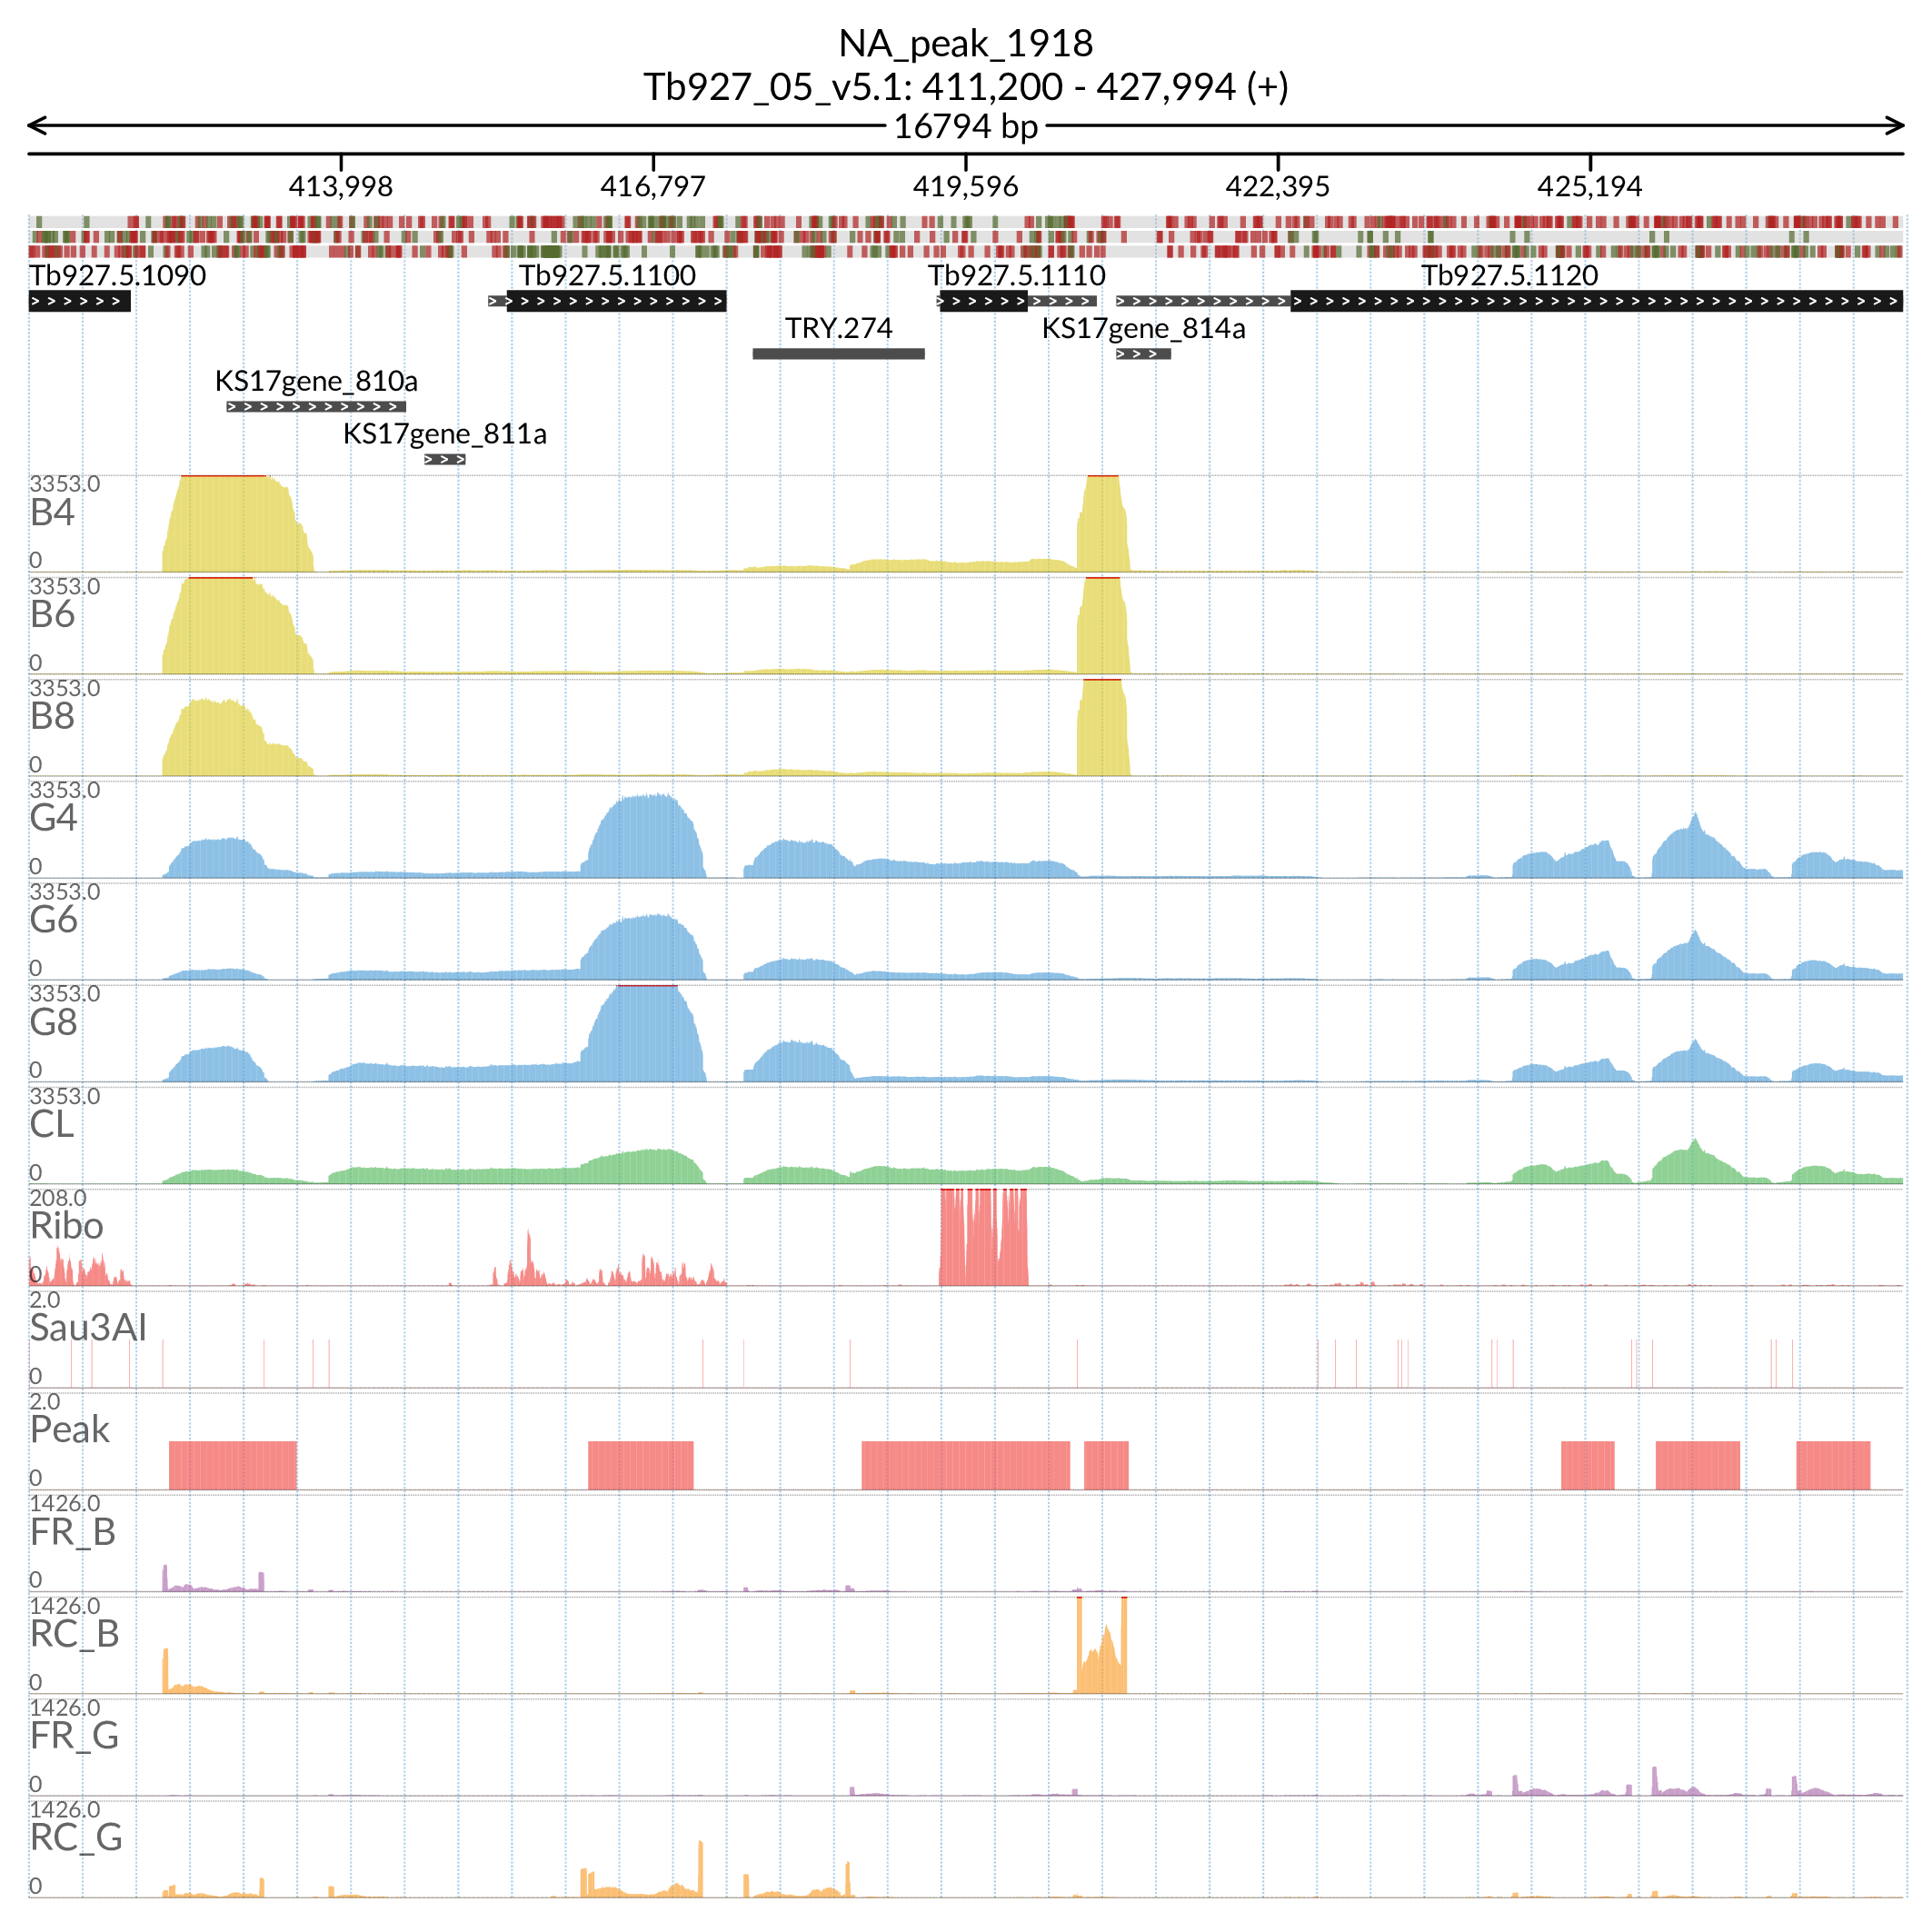 NA_peak_1918
Tb927_05_v5.1: 411,200 - 427,994 (+)
16794 bp
413,998 416,797 419,596 422,395 425,194
Tb927.5.1090 Tb927.5.1100 Tb927.5.1110 Tb927.5.1120
TRY.274 KS17gene_814a
KS17gene_810a
KS17gene_811a
3353.0
B4
0
3353.0
B6
0
3353.0
B8
0
3353.0
G4
0
3353.0
G6
0
3353.0
G8
0
3353.0
CL
0
208.0
Ribo
0
2.0
Sau3AI
0
2.0
Peak
0
1426.0
FR_B
0
1426.0
RC_B
0
1426.0
FR_G
0
1426.0
RC_G
0